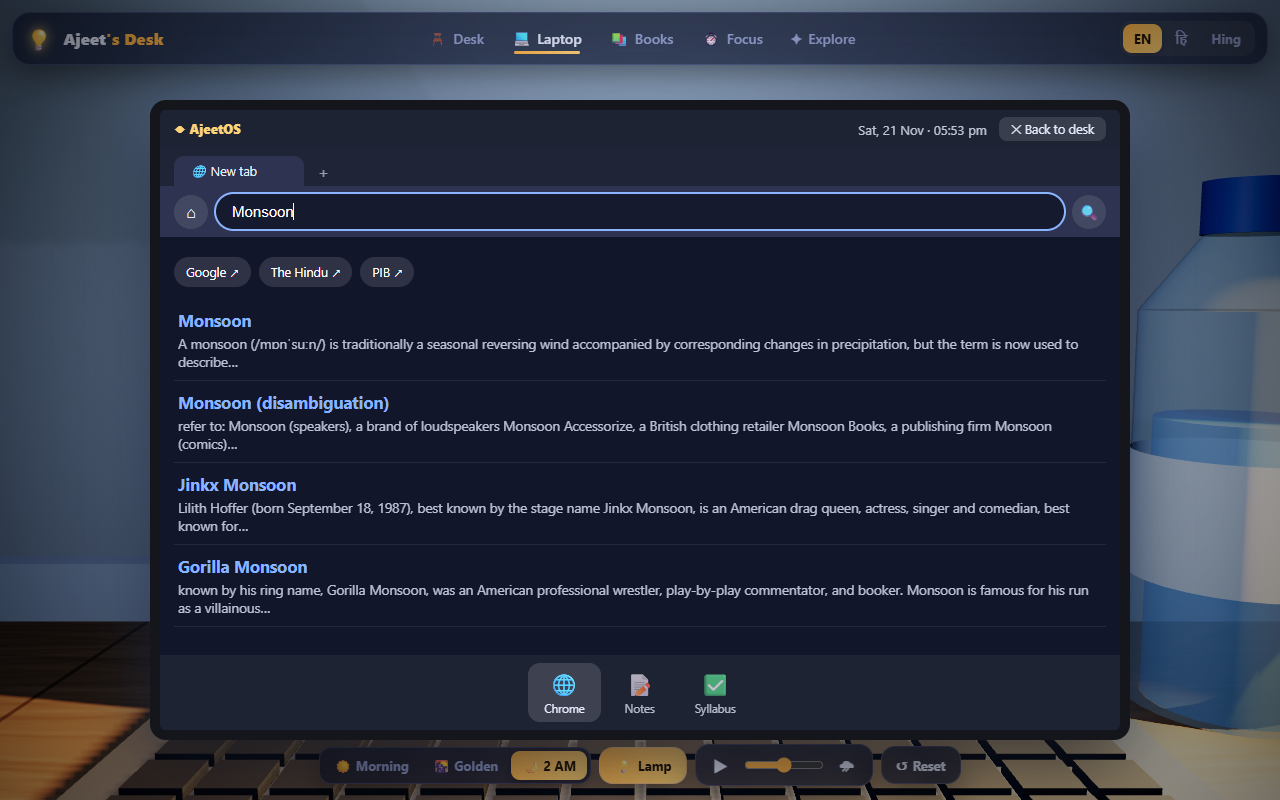 Ajeet's Desk
Desk
Laptop
Books
Focus
Explore
EN
हि
Hing
AjeetOS
Sat, 21 Nov · 05:53 pm
Back to desk
New tab
+
Monsoon
Google ↗
The Hindu ↗
PIB ↗
Monsoon
A monsoon (/mɒnˈsuːn/) is traditionally a seasonal reversing wind accompanied by corresponding changes in precipitation, but the term is now used to
describe...
Monsoon (disambiguation)
refer to: Monsoon (speakers), a brand of loudspeakers Monsoon Accessorize, a British clothing retailer Monsoon Books, a publishing firm Monsoon
(comics)...
Jinkx Monsoon
Lilith Hoffer (born September 18, 1987), best known by the stage name Jinkx Monsoon, is an American drag queen, actress, singer and comedian, best
known for...
Gorilla Monsoon
known by his ring name, Gorilla Monsoon, was an American professional wrestler, play-by-play commentator, and booker. Monsoon is famous for his run
as a villainous...
Chrome
Notes
Syllabus
Morning
Golden
2 AM
Lamp
Reset